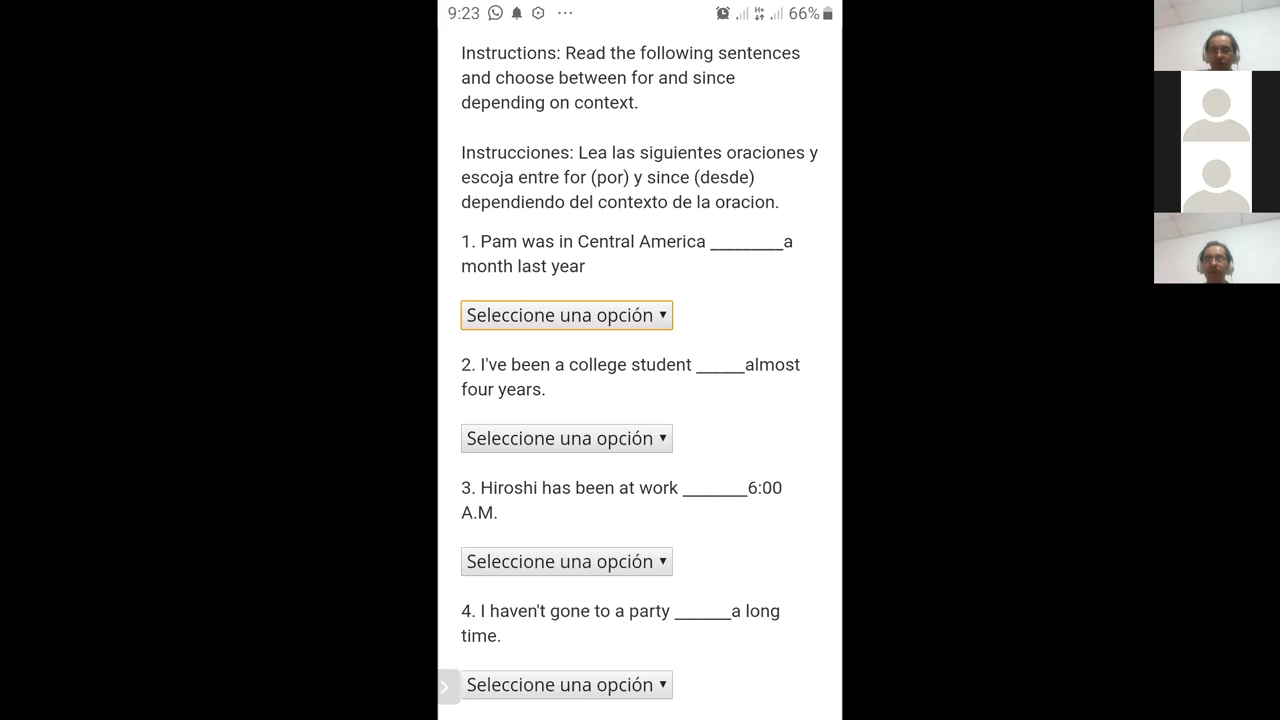 9:23 66%
Instructions: Read the following sentences
and choose between for and since
depending on context.
Instrucciones: Lea las siguientes oraciones y
escoja entre for (por) y since (desde)
dependiendo del contexto de la oracion.
1. Pam was in Central America _________a
month last year
Seleccione una opción
2. I've been a college student ______almost
four years.
Seleccione una opción
3. Hiroshi has been at work ________6:00
A.M.
Seleccione una opción
4. I haven't gone to a party _______a long
time.
Seleccione una opción